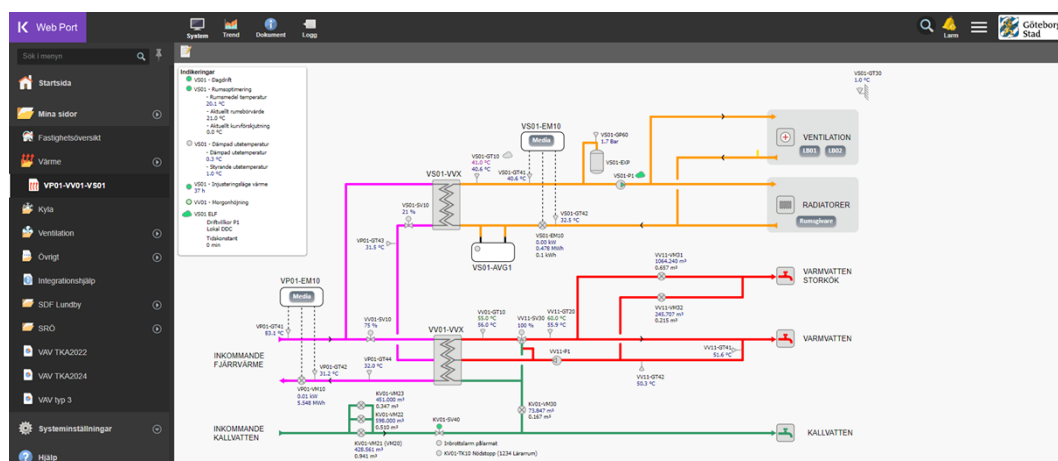 K Web Port
System
Trend
Dokument
Logg
Larm
Göteborg
Stad
Sök i menyn
Startsida
Mina sidor
Fastighetsöversikt
Värme
VP01-VV01-VS01
Kyla
Ventilation
Övrigt
Integrationshjälp
SDF Lundby
SRÖ
VAV TKA2022
VAV TKA2024
VAV typ 3
Systeminställningar
Hjälp
Indikeringar
VS01 - Dagdrift
VS01 - Rumsoptimering
- Rumsmedel temperatur
20.1 °C
- Aktuellt rumsbörvärde
21.0 °C
- Aktuell kurvförskjutning
0.0 °C
VS01 - Dämpad utetemperatur
- Dämpad utetemperatur
0.3 °C
- Styrande utetemperatur
1.0 °C
VS01 - Injusteringsläge värme
37 h
VV01 - Morgonhöjning
VS01 ELF
Driftvillkor P1
Lokal DDC
Tidskonstant
0 min
VS01-GT30
1.0 °C
VS01-EM10
Media
VS01-GP60
1.7 Bar
VS01-EXP
VS01-GT10
41.0 °C
40.6 °C
VS01-GT41
40.6 °C
VS01-P1
VENTILATION
LB01
LB02
VS01-VVX
VS01-SV10
21 %
RADIATORER
Rumsgivare
VS01-GT42
32.5 °C
VS01-EM10
0.00 kW
0.478 MWh
0.1 kW
VP01-GT43
31.5 °C
VS01-AVG1
VP01-EM10
Media
VV11-VM31
1064.240 m³
0.657 m³
VARMVATTEN
STORKÖK
VV11-VM32
245.707 m³
0.215 m³
VP01-GT41
83.1 °C
VV01-SV10
75 %
VV01-VVX
VV01-GT10
55.0 °C
56.0 °C
VV11-SV30
100 %
VV11-GT20
60.0 °C
55.9 °C
VARMVATTEN
INKOMMANDE
FJÄRRVÄRME
VP01-GT44
32.0 °C
VV11-P1
VV11-GT41
51.6 °C
VP01-GT42
31.2 °C
VV11-GT42
50.3 °C
VP01-VM10
0.01 kW
5.548 MWh
KV01-VM23
451.000 m³
0.347 m³
KV01-VM22
598.000 m³
0.510 m³
KV01-SV40
KV01-VM30
73.847 m³
0.167 m³
INKOMMANDE
KALLVATTEN
KALLVATTEN
KV01-VM21 (VM20)
428.561 m³
0.941 m³
Inbrottslarm pålarmat
KV01-TK10 Nödstopp (1234 Lärarrum)